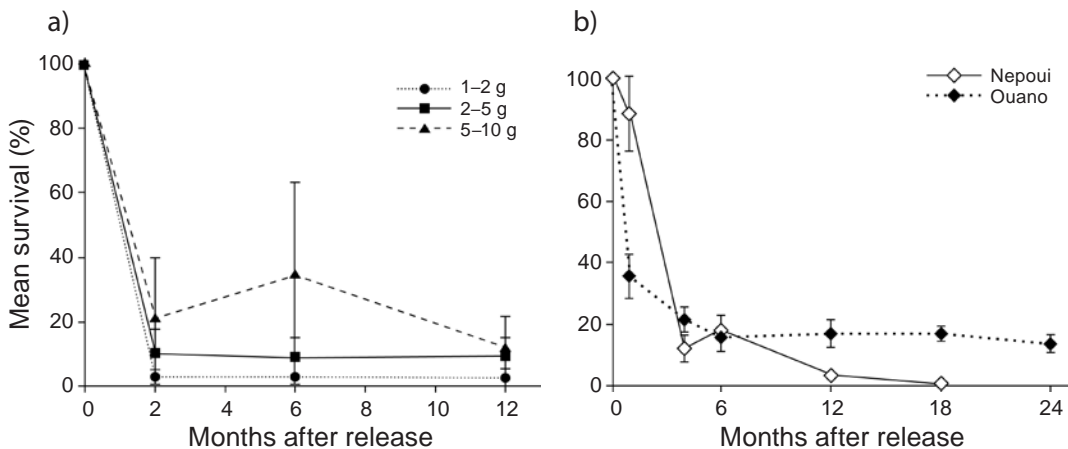 a)
Mean survival (%)
100
80
60
40
20
0
0 2 4 6 8 10 12
Months after release
1–2 g
2–5 g
5–10 g
b)
100
80
60
40
20
0
0 6 12 18 24
Months after release
Nepoui
Ouano